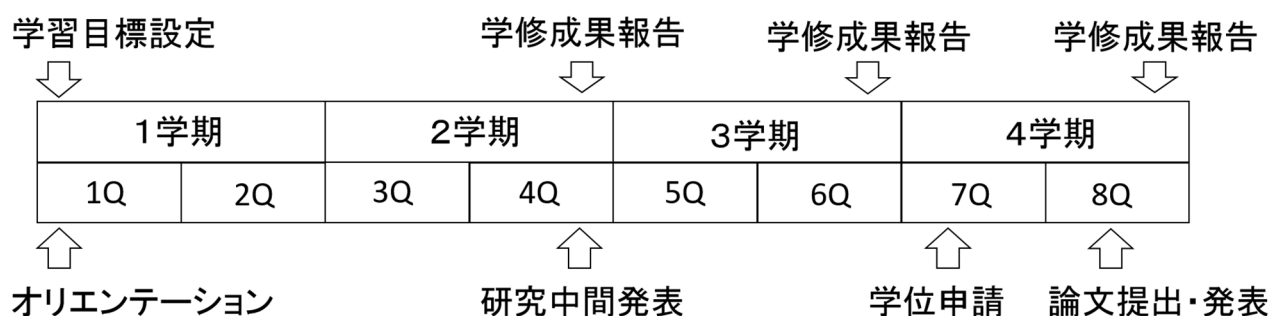 学習目標設定 学修成果報告 学修成果報告 学修成果報告
1学期 2学期 3学期 4学期
1Q 2Q 3Q 4Q 5Q 6Q 7Q 8Q
オリエンテーション 研究中間発表 学位申請 論文提出・発表